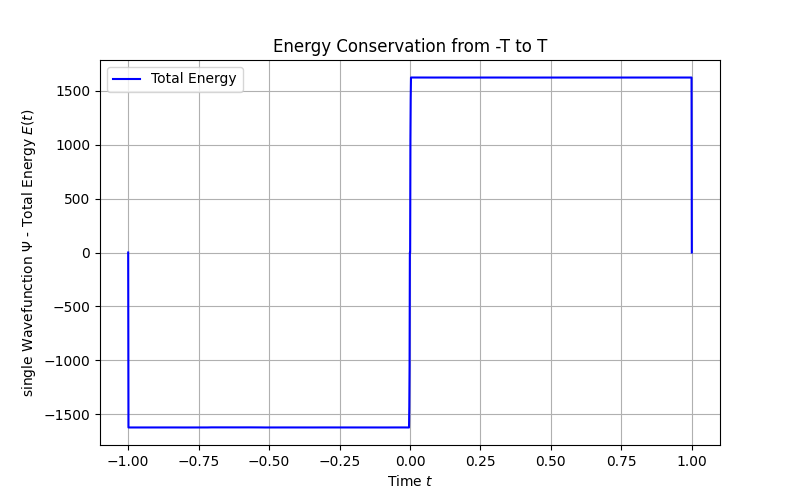 Energy Conservation from -T to T
Total Energy
single Wavefunction Ψ - Total Energy E(t)
1500
1000
500
0
−500
−1000
−1500
−1.00 −0.75 −0.50 −0.25 0.00 0.25 0.50 0.75 1.00
Time t